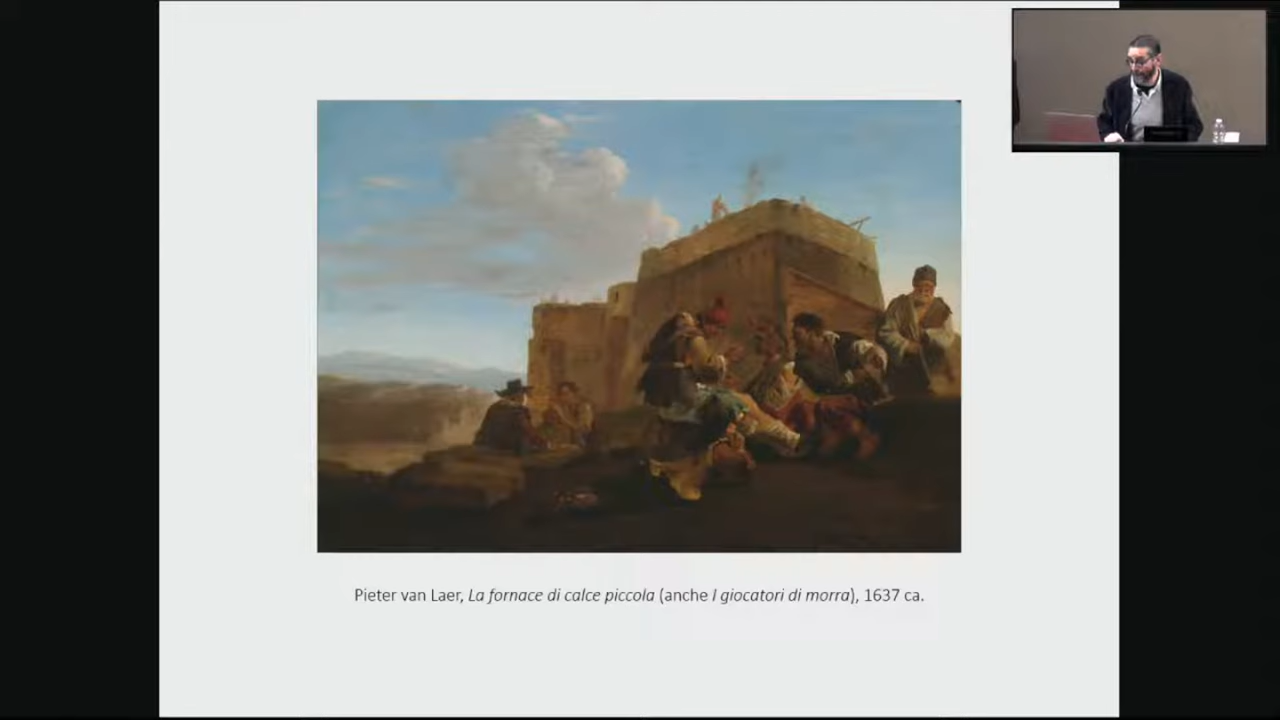 Pieter van Laer, La fornace di calce piccola (anche I giocatori di morra), 1637 ca.